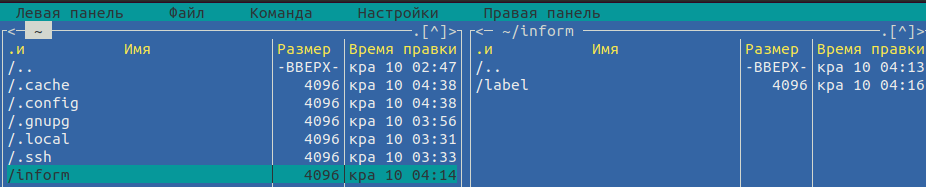 Левая панель Файл Команда Настройки Правая панель
<─ ~ .[^]> <─ ~/inform .[^]>
.и Имя Размер Время правки .и Имя Размер Время правки
/.. -ВВЕРХ- кра 10 02:47 /.. -ВВЕРХ- кра 10 04:13
/.cache 4096 кра 10 04:38 /label 4096 кра 10 04:16
/.config 4096 кра 10 04:38
/.gnupg 4096 кра 10 03:56
/.local 4096 кра 10 03:31
/.ssh 4096 кра 10 03:33
/inform 4096 кра 10 04:14